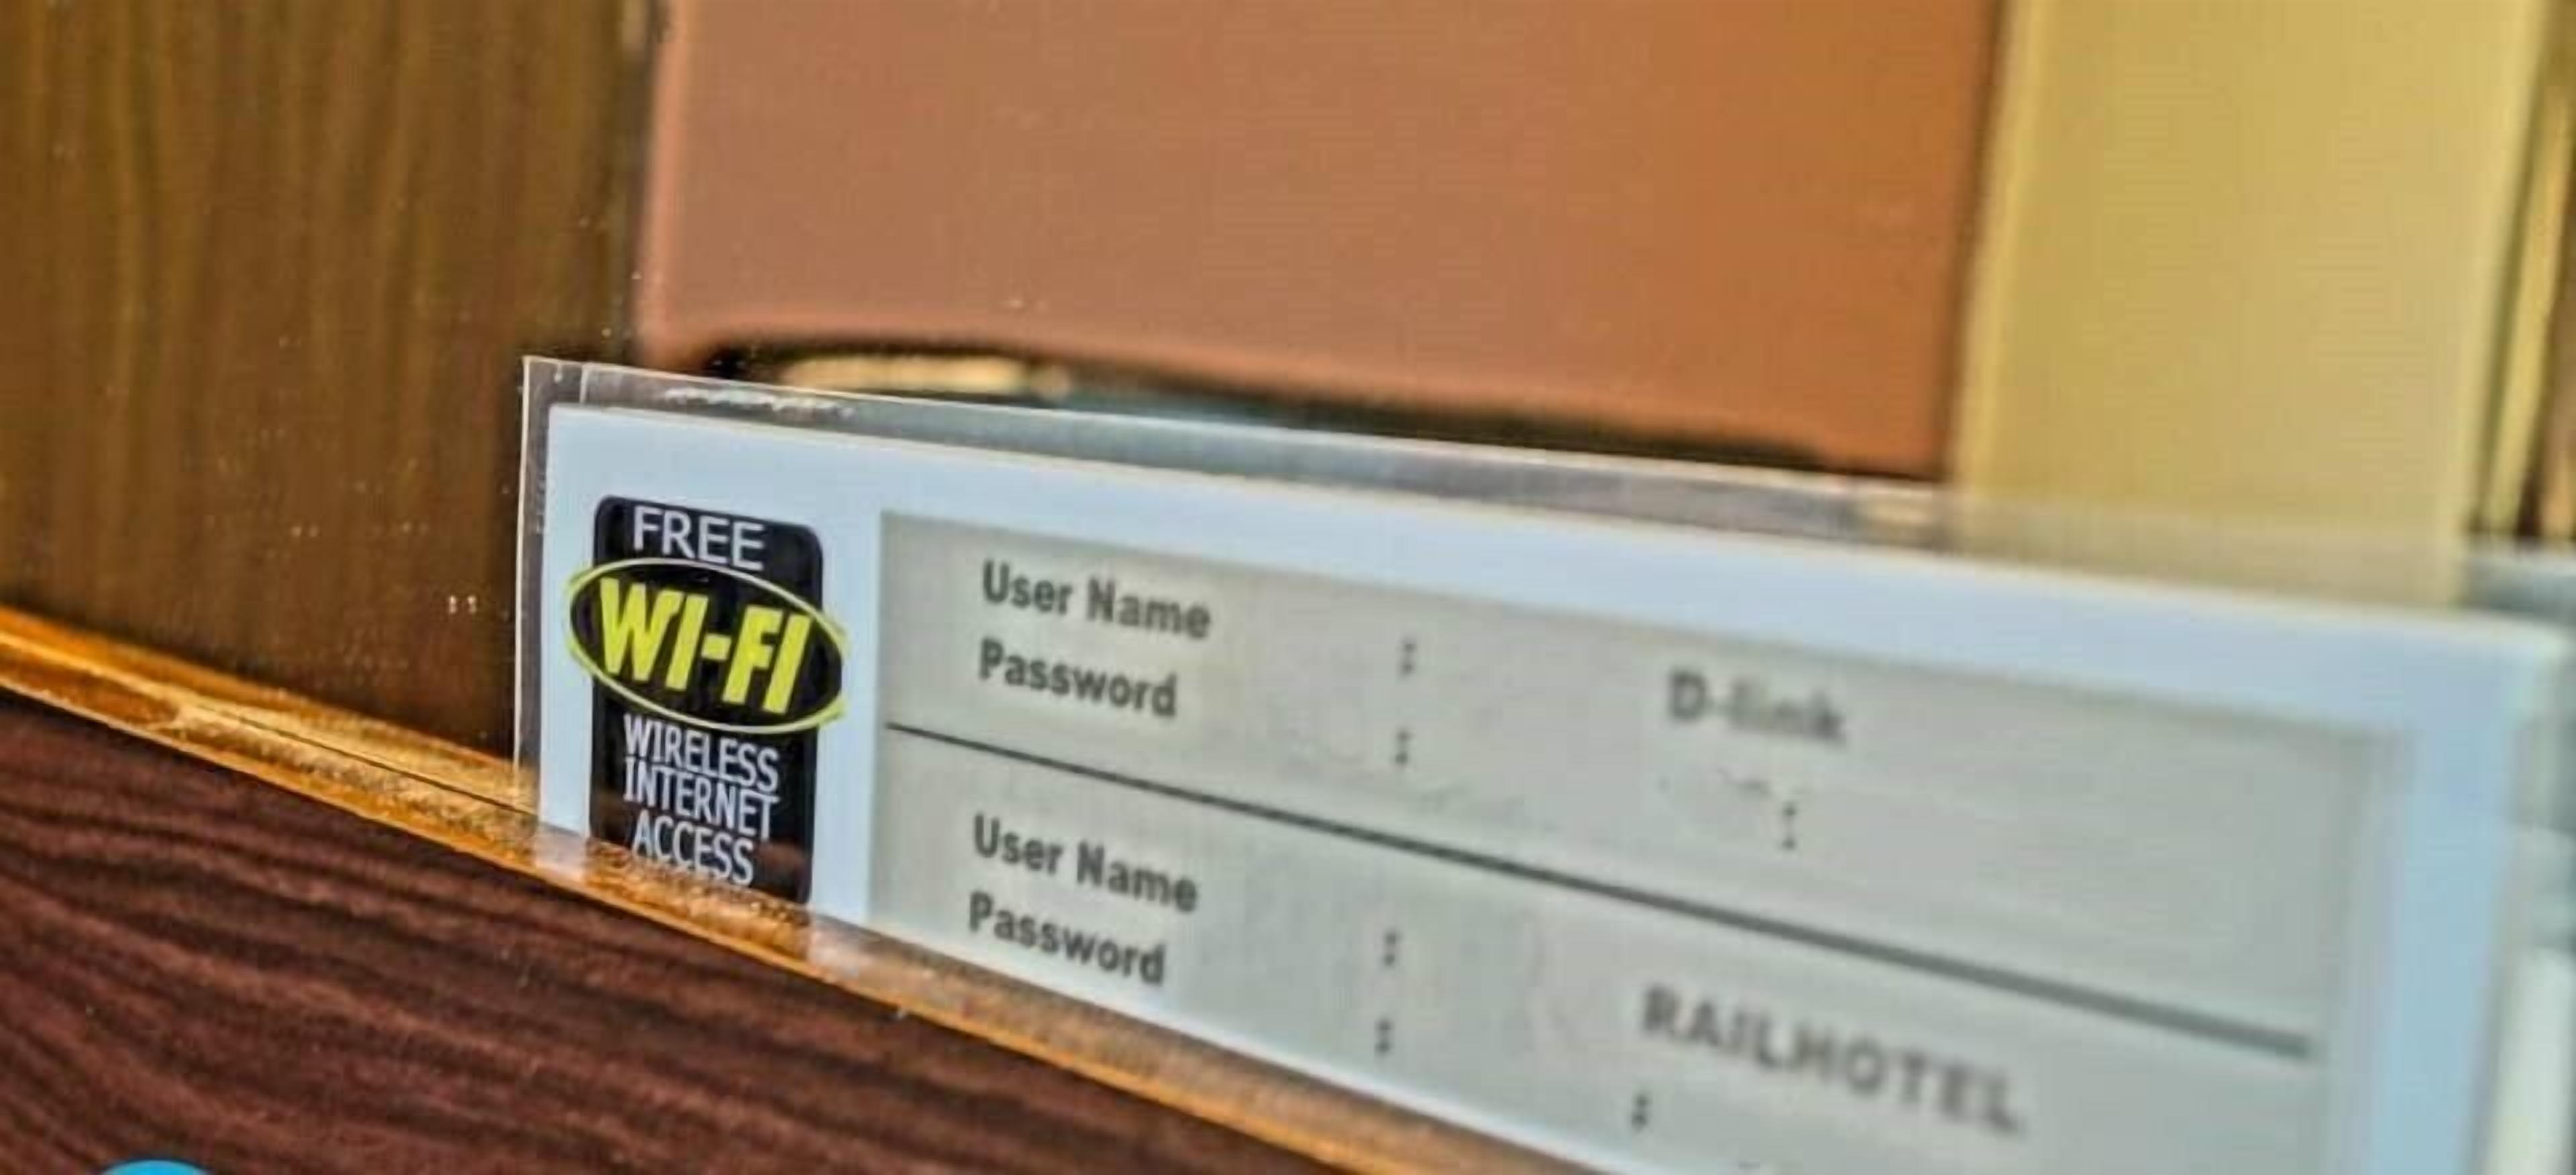 FREE
WI-FI
WIRELESS
INTERNET
ACCESS
User Name : D-link
Password :
User Name : RAILHOTEL
Password :